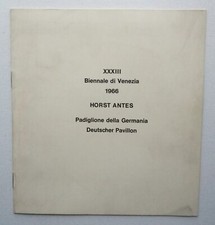 XXXIII
Biennale di Venezia
1966
HORST ANTES
Padiglione della Germania
Deutscher Pavillon